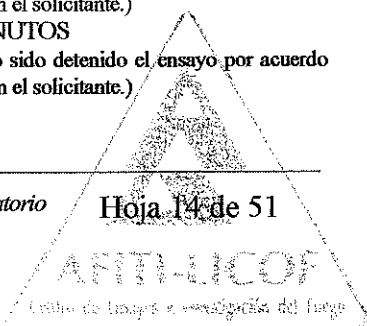 n el solicitante.)
NUTOS
o sido detenido el ensayo por acuerdo
n el solicitante.)
atorio Hoja 14 de 51
AFITI-LICOF
Centro de Ensayos e Investigación del Fuego